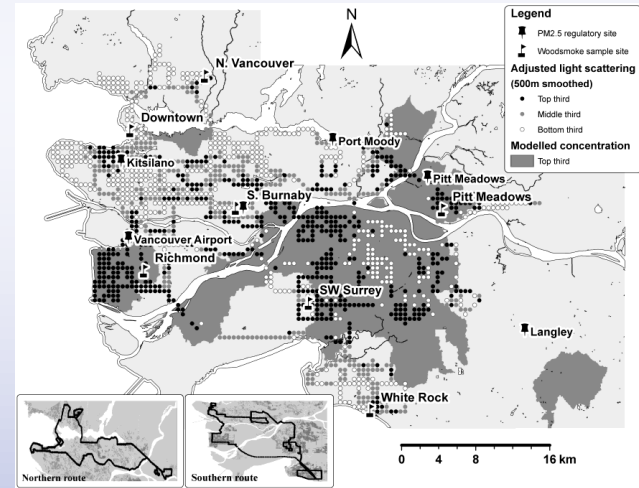 N
N. Vancouver
Downtown
Kitsilano
Port Moody
Pitt Meadows
Pitt Meadows
S. Burnaby
Vancouver Airport
Richmond
SW Surrey
Langley
White Rock
Legend
PM2.5 regulatory site
Woodsmoke sample site
Adjusted light scattering
(500m smoothed)
Top third
Middle third
Bottom third
Modelled concentration
Top third
Northern route
Southern route
0 4 8 16 km